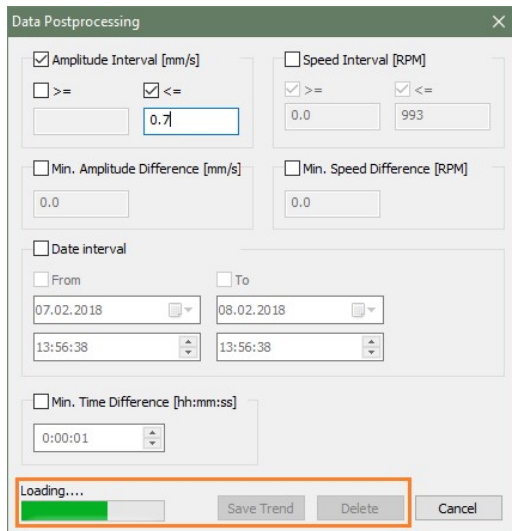 Data Postprocessing
Amplitude Interval [mm/s]
>=
<=
0.7
Speed Interval [RPM]
>=
<=
0.0
993
Min. Amplitude Difference [mm/s]
0.0
Min. Speed Difference [RPM]
0.0
Date interval
From
To
07.02.2018
08.02.2018
13:56:38
13:56:38
Min. Time Difference [hh:mm:ss]
0:00:01
Loading....
Save Trend
Delete
Cancel